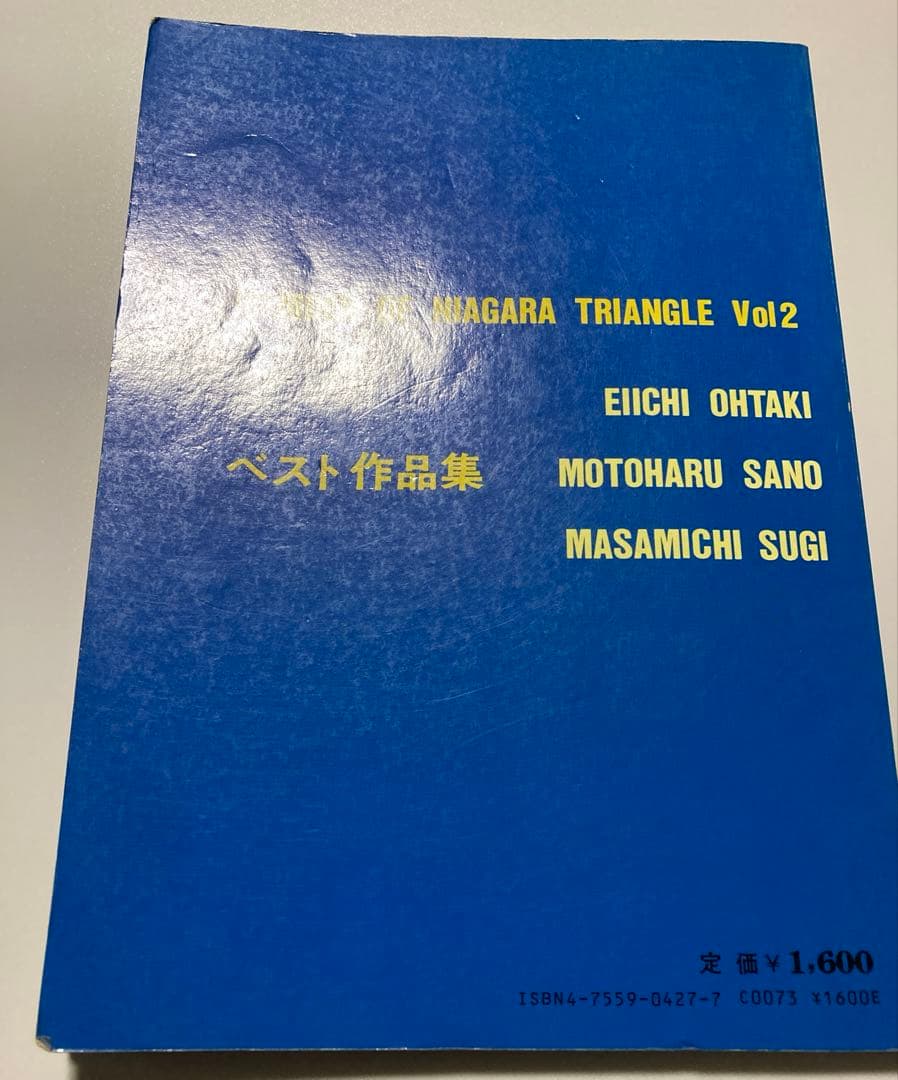 OF NIAGARA TRIANGLE Vol2
EIICHI OHTAKI
ベスト作品集 MOTOHARU SANO
MASAMICHI SUGI
定 価 ¥1,600
ISBN4-7559-0427-7 C0073 ¥1600E